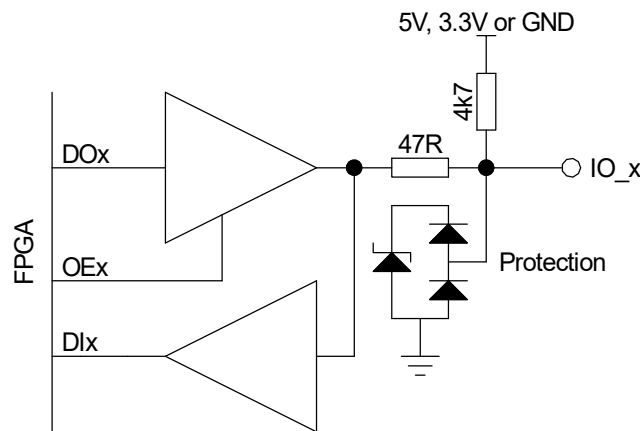 5V, 3.3V or GND
4k7
47R
DOx
IO_x
FPGA
OEx
Protection
DIx